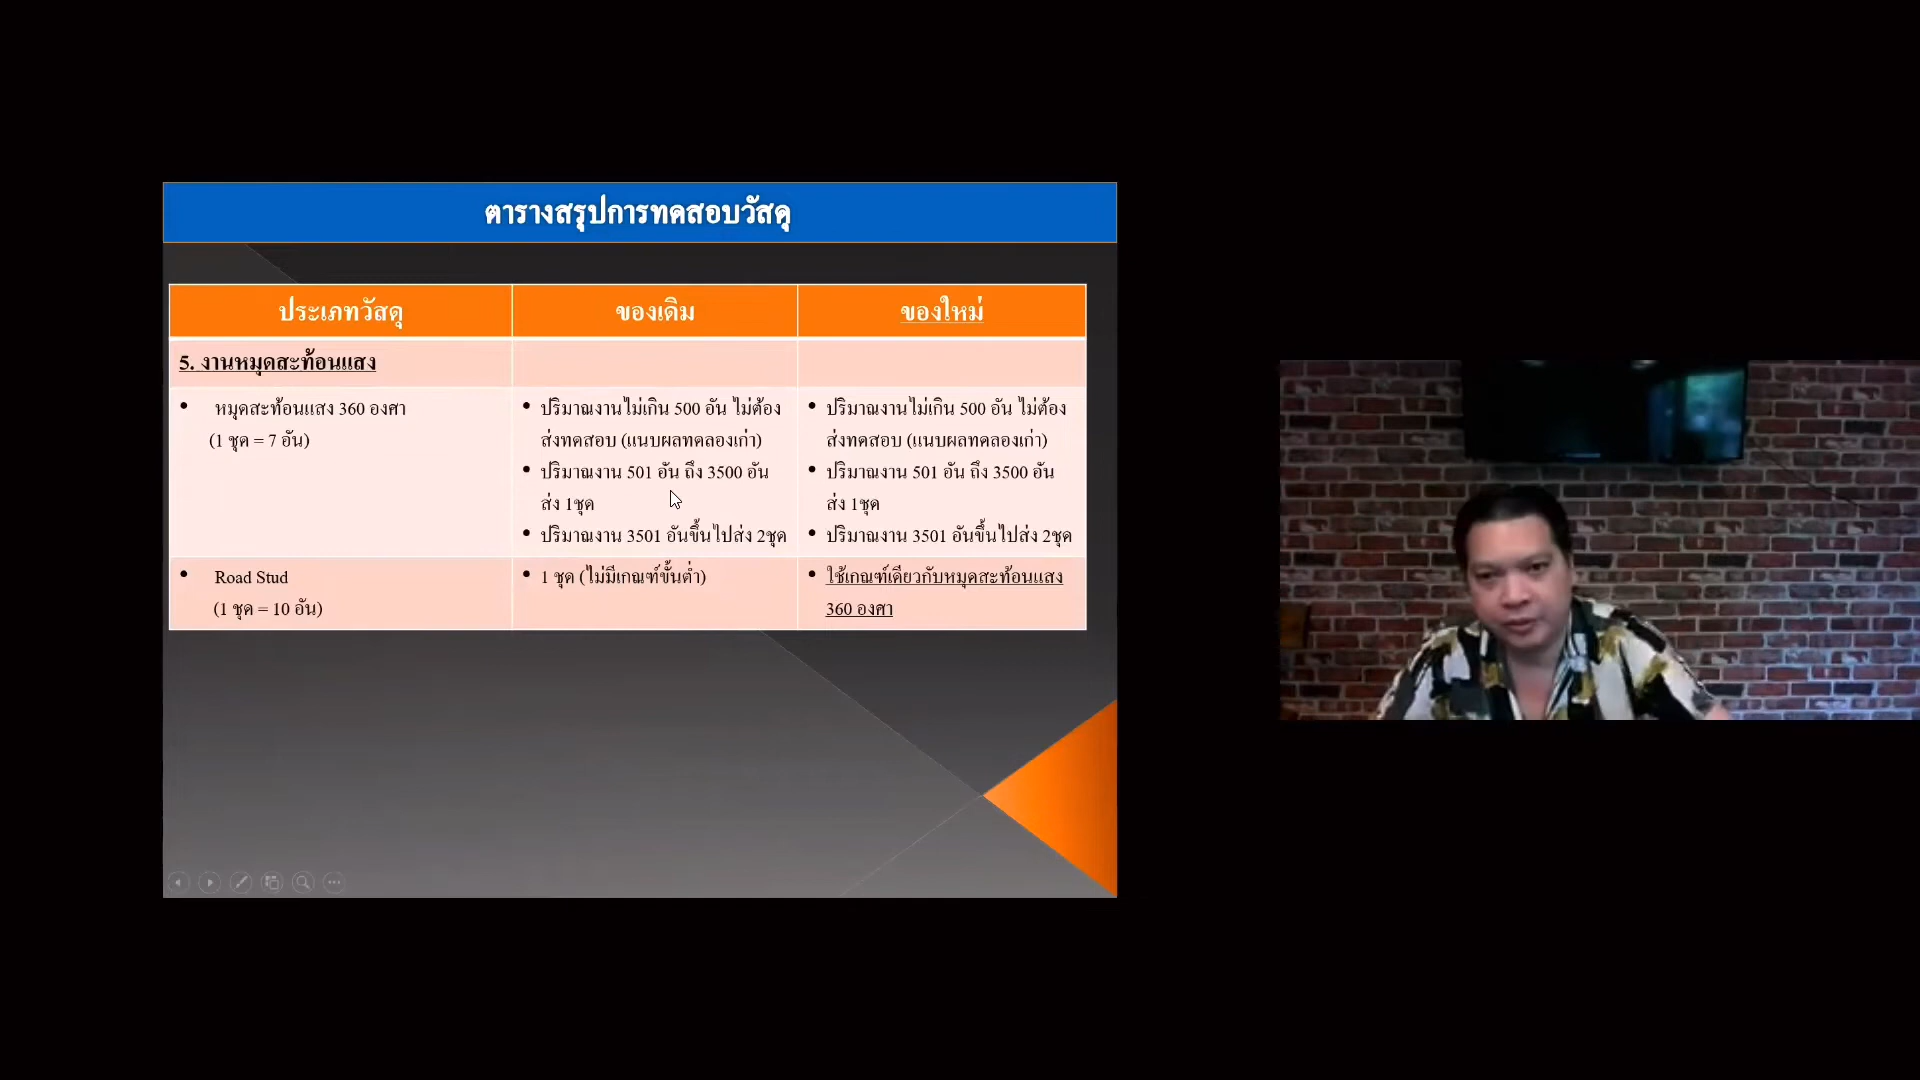 ตารางสรุปการทดสอบวัสดุ
ประเภทวัสดุ
ของเดิม
ของใหม่
5. งานหมุดสะท้อนแสง
• หมุดสะท้อนแสง 360 องศา
(1 ชุด = 7 อัน)
• ปริมาณงานไม่เกิน 500 อัน ไม่ต้อง
ส่งทดสอบ (แนบผลทดลองเก่า)
• ปริมาณงาน 501 อัน ถึง 3500 อัน
ส่ง 1ชุด
• ปริมาณงาน 3501 อันขึ้นไปส่ง 2ชุด
• ปริมาณงานไม่เกิน 500 อัน ไม่ต้อง
ส่งทดสอบ (แนบผลทดลองเก่า)
• ปริมาณงาน 501 อัน ถึง 3500 อัน
ส่ง 1ชุด
• ปริมาณงาน 3501 อันขึ้นไปส่ง 2ชุด
• Road Stud
(1 ชุด = 10 อัน)
• 1 ชุด (ไม่มีเกณฑ์ขั้นต่ำ)
• ใช้เกณฑ์เดียวกับหมุดสะท้อนแสง
360 องศา